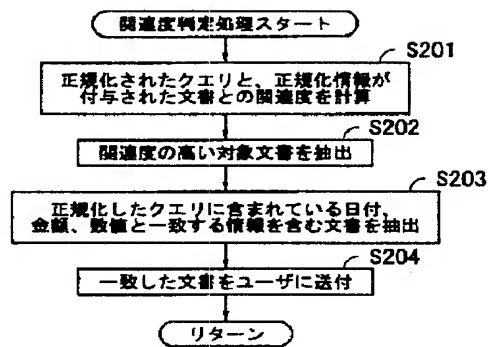 関連度判定処理スタート
S201
正規化されたクエリと、正規化情報が
付与された文書との関連度を計算
S202
関連度の高い対象文書を抽出
S203
正規化したクエリに含まれている日付、
金額、数値と一致する情報を含む文書を抽出
S204
一致した文書をユーザに送付
リターン